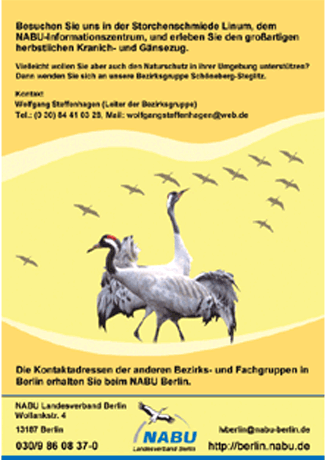 Besuchen Sie uns in der Storchenschmiede Linum, dem
NABU-Informationszentrum, und erleben Sie den großartigen
herbstlichen Kranich- und Gänsezug.
Vielleicht wollen Sie aber auch den Naturschutz in Ihrer Umgebung unterstützen?
Dann wenden Sie sich an unsere Bezirksgruppe Schöneberg-Steglitz.
Kontakt
Wolfgang Steffenhagen (Leiter der Bezirksgruppe)
Tel.: (0 30) 84 41 03 29, Mail: wolfgangsteffenhagen@web.de
Die Kontaktadressen der anderen Bezirks- und Fachgruppen in
Berlin erhalten Sie beim NABU Berlin.
NABU Landesverband Berlin
Wollankstr. 4
13187 Berlin
030/9 86 08 37-0
NABU
Landesverband Berlin
lvberlin@nabu-berlin.de
http://berlin.nabu.de